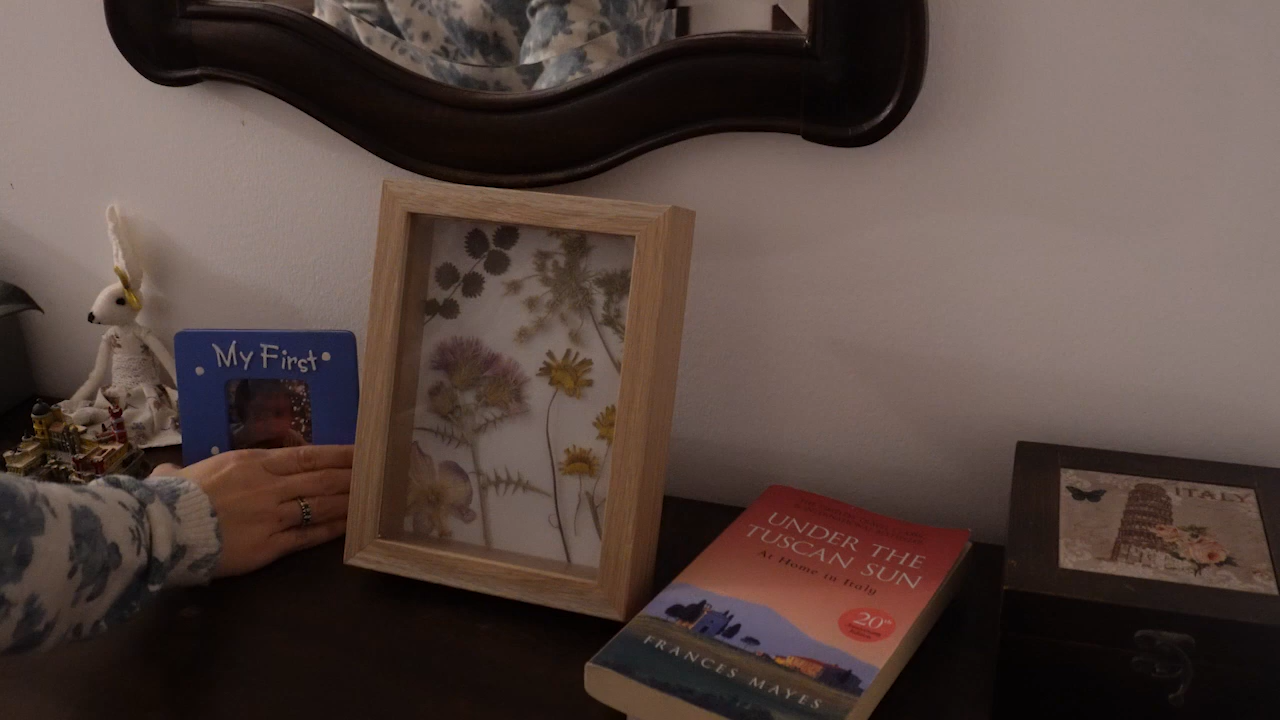 My First
UNDER THE
TUSCAN SUN
At Home in Italy
20th
FRANCES MAYES
ITALY